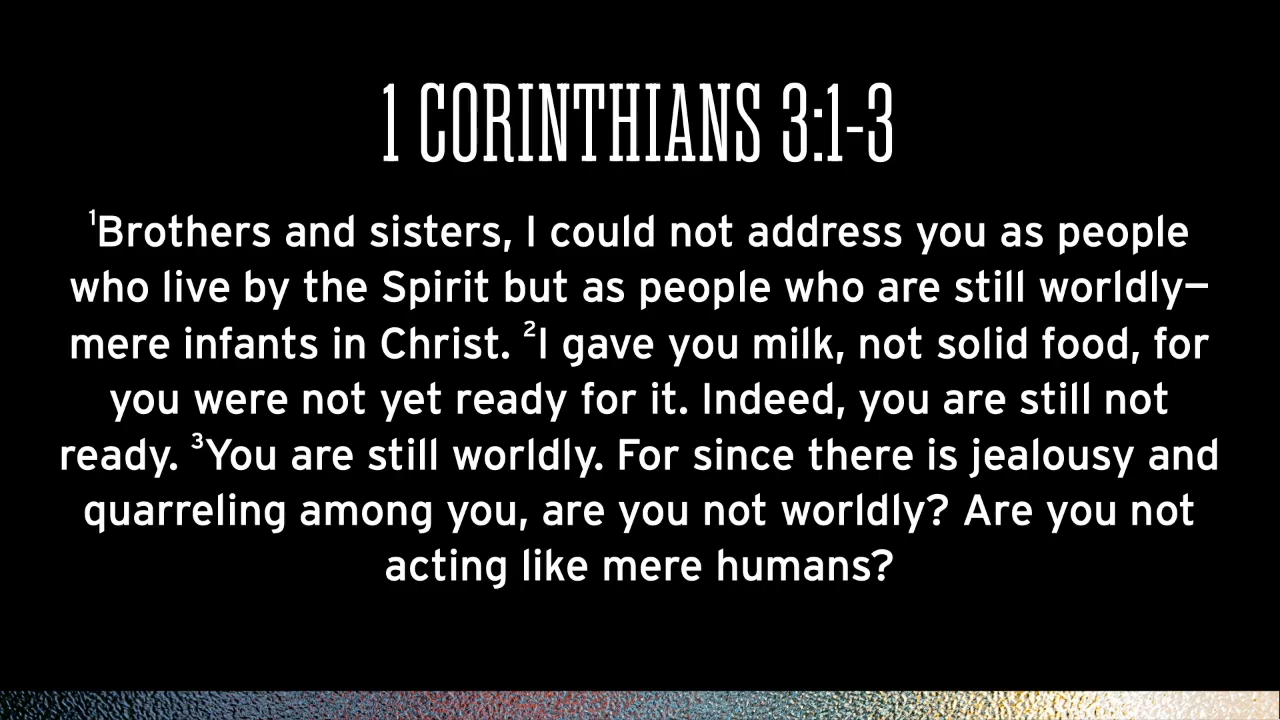 1 CORINTHIANS 3:1-3
¹Brothers and sisters, I could not address you as people
who live by the Spirit but as people who are still worldly—
mere infants in Christ. ²I gave you milk, not solid food, for
you were not yet ready for it. Indeed, you are still not
ready. ³You are still worldly. For since there is jealousy and
quarreling among you, are you not worldly? Are you not
acting like mere humans?